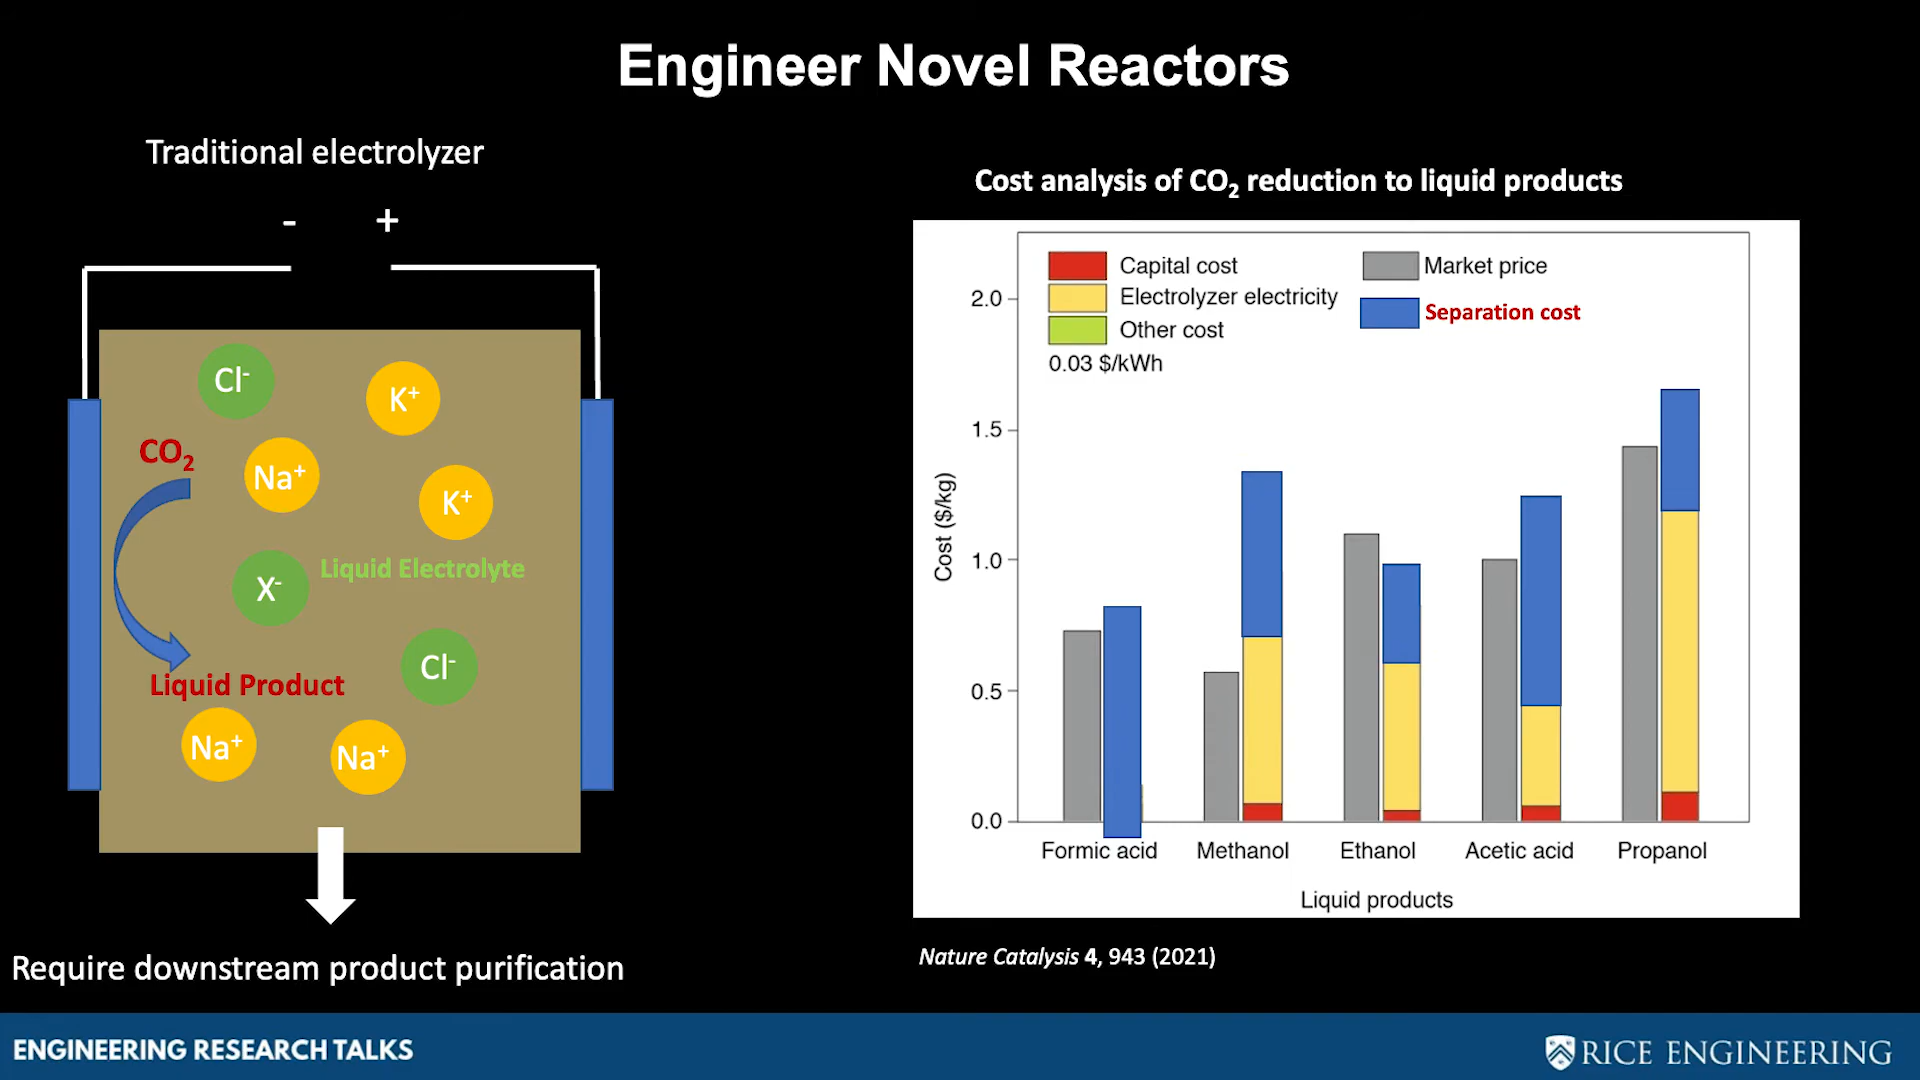 Engineer Novel Reactors
Traditional electrolyzer
- +
Cl⁻
K⁺
CO₂
Na⁺
K⁺
Liquid Electrolyte
X⁻
Cl⁻
Liquid Product
Na⁺
Na⁺
Require downstream product purification
Cost analysis of CO₂ reduction to liquid products
Capital cost
Electrolyzer electricity
Other cost
0.03 $/kWh
Market price
Separation cost
Cost ($/kg)
2.0
1.5
1.0
0.5
0.0
Formic acid Methanol Ethanol Acetic acid Propanol
Liquid products
Nature Catalysis 4, 943 (2021)
ENGINEERING RESEARCH TALKS
RICE ENGINEERING